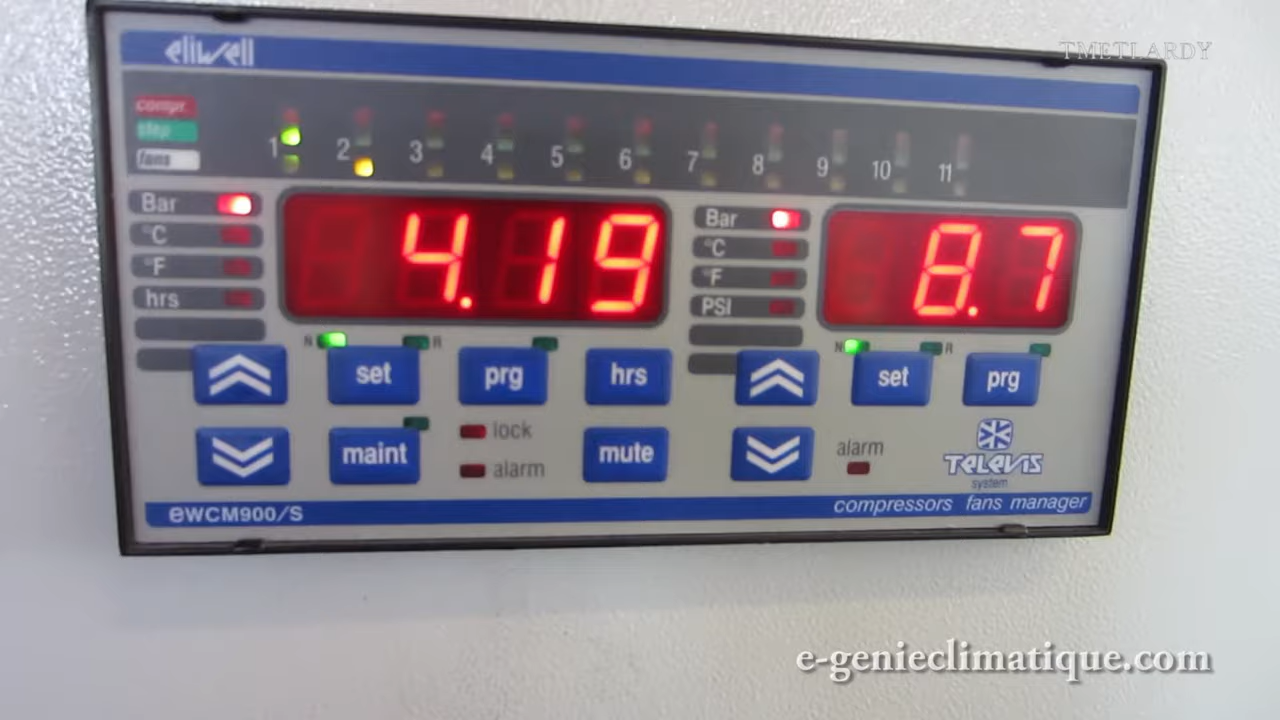 TMETLARDY
eliwell
compr.
step
fans
1 2 3 4 5 6 7 8 9 10 11
Bar
°C
°F
hrs
4.19
Bar
°C
°F
PSI
8.7
N R
set prg hrs
maint mute
lock
alarm
N R
set prg
alarm
TELEVIS
system
eWCM900/S
compressors fans manager
e-genieclimatique.com